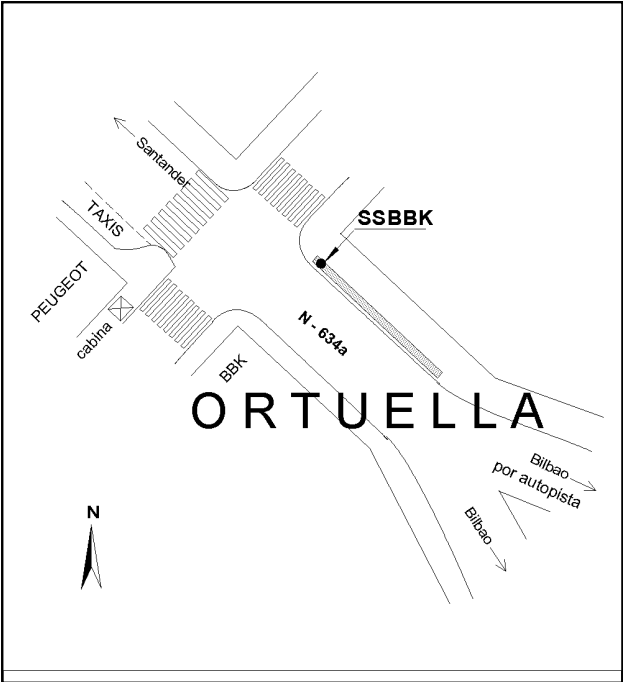 Santander
TAXIS
SSBBK
PEUGEOT
cabina
N - 634a
BBK
ORTUELLA
Bilbao
por autopista
Bilbao
N